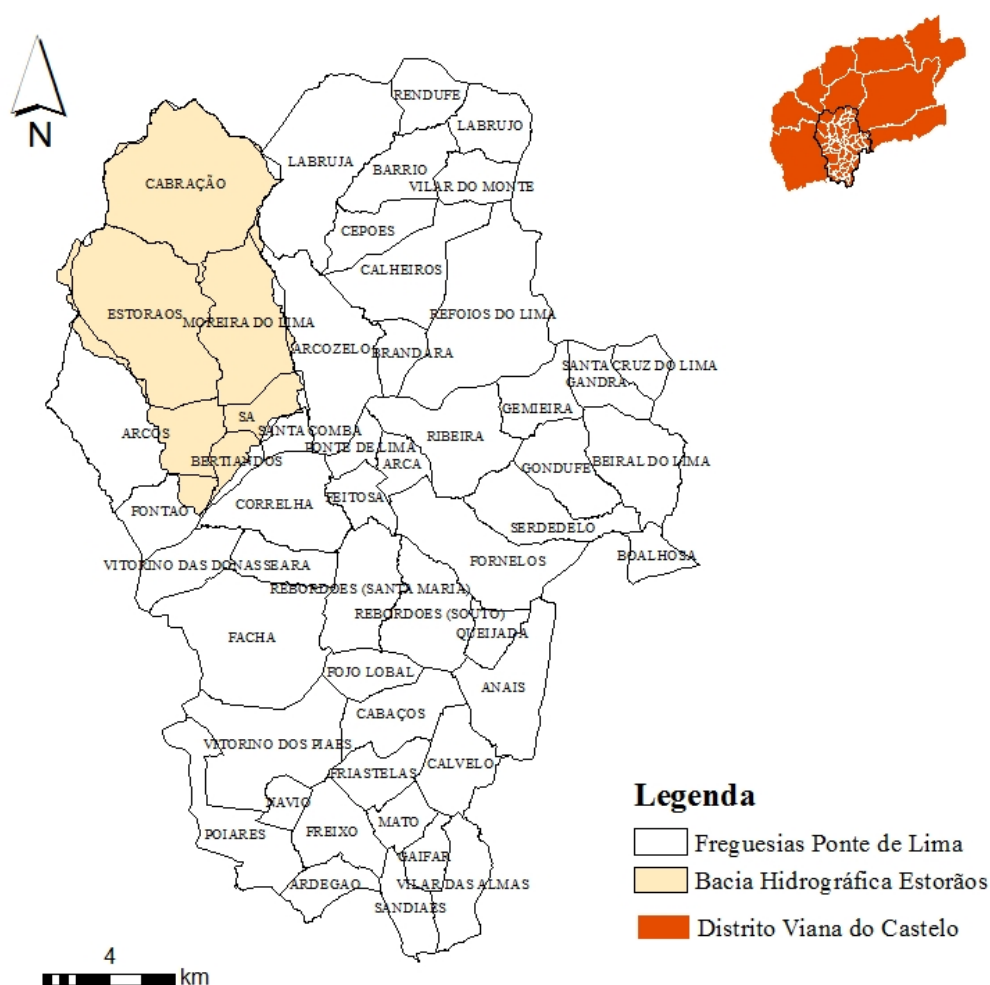 N
RENDUFE
LABRUJO
LABRUJA
BARRIO
VILAR DO MONTE
CABRAÇÃO
CEPOES
CALHEIROS
ESTORAOS
MOREIRA DO LIMA
REFOIOS DO LIMA
ARCOZELO
BRANDARA
SANTA CRUZ DO LIMA
GANDRA
GEMIEIRA
SA
ARCOS
SANTA COMBA
PONTE DE LIMA
RIBEIRA
BERTIANDOS
ARCA
GONDUFE
BEIRAL DO LIMA
FONTAO
CORRELHA
FEITOSA
SERDEDELO
BOALHOSA
FORNELOS
VITORINO DAS DONAS
SEARA
REBORDOES (SANTA MARIA)
REBORDOES (SOUTO)
QUEIJADA
FACHA
FOJO LOBAL
ANAIS
CABAÇOS
VITORINO DOS PIAES
FRIASTELAS
CALVELO
NAVIO
POIARES
FREIXO
MATO
GAIFAR
ARDEGAO
VILAR DAS ALMAS
SANDIAES
Legenda
Freguesias Ponte de Lima
Bacia Hidrográfica Estorãos
Distrito Viana do Castelo
4
km